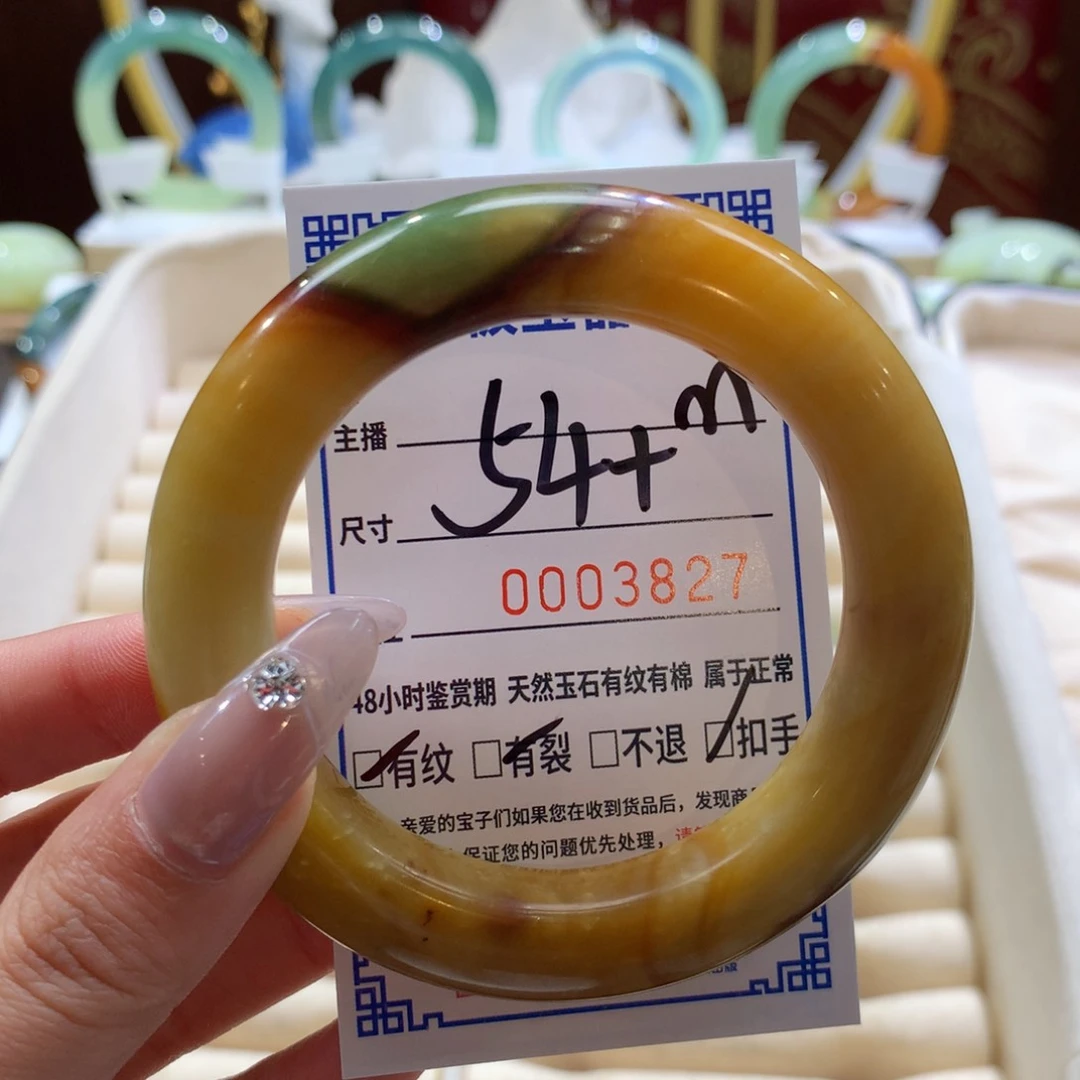 主播
54+m
尺寸
0003827
48小时鉴赏期 天然玉石有纹有棉 属于正常
☑有纹 ☑有裂 □不退 ☑扣手
亲爱的宝子们如果您在收到货品后，发现商
保证您的问题优先处理，请